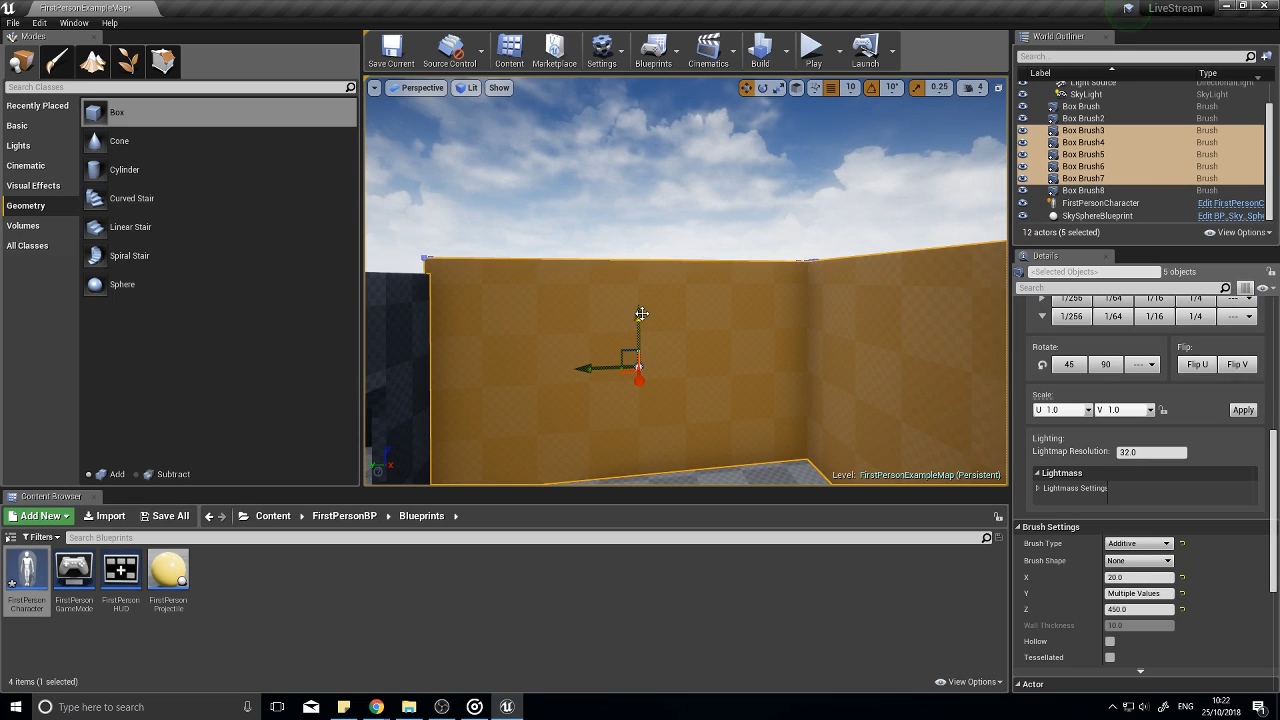 FirstPersonExampleMap*
LiveStream
File Edit Window Help
Modes
Search Classes
Recently Placed
Basic
Lights
Cinematic
Visual Effects
Geometry
Volumes
All Classes
Box
Cone
Cylinder
Curved Stair
Linear Stair
Spiral Stair
Sphere
Add Subtract
Save Current Source Control Content Marketplace Settings Blueprints Cinematics Build Play Launch
Perspective Lit Show 10 10° 0.25 4
Level: FirstPersonExampleMap (Persistent)
World Outliner
Search...
Label Type
Light Source DirectionalLight
SkyLight SkyLight
Box Brush Brush
Box Brush2 Brush
Box Brush3 Brush
Box Brush4 Brush
Box Brush5 Brush
Box Brush6 Brush
Box Brush7 Brush
Box Brush8 Brush
FirstPersonCharacter Edit FirstPersonC
SkySphereBlueprint Edit BP_Sky_Sphe
12 actors (5 selected) View Options
Details
<Selected Objects> 5 objects
Search
1/256 1/64 1/16 1/4 ---
1/256 1/64 1/16 1/4 ---
Rotate: Flip:
45 90 --- Flip U Flip V
Scale:
U 1.0 V 1.0 Apply
Lighting:
Lightmap Resolution: 32.0
Lightmass
Lightmass Settings
Brush Settings
Brush Type Additive
Brush Shape None
X 20.0
Y Multiple Values
Z 450.0
Wall Thickness 10.0
Hollow
Tessellated
Actor
Content Browser
Add New Import Save All Content FirstPersonBP Blueprints
Filters Search Blueprints
FirstPerson Character
FirstPerson GameMode
FirstPerson HUD
FirstPerson Projectile
4 items (1 selected) View Options
Type here to search
ENG
10:22
25/10/2018